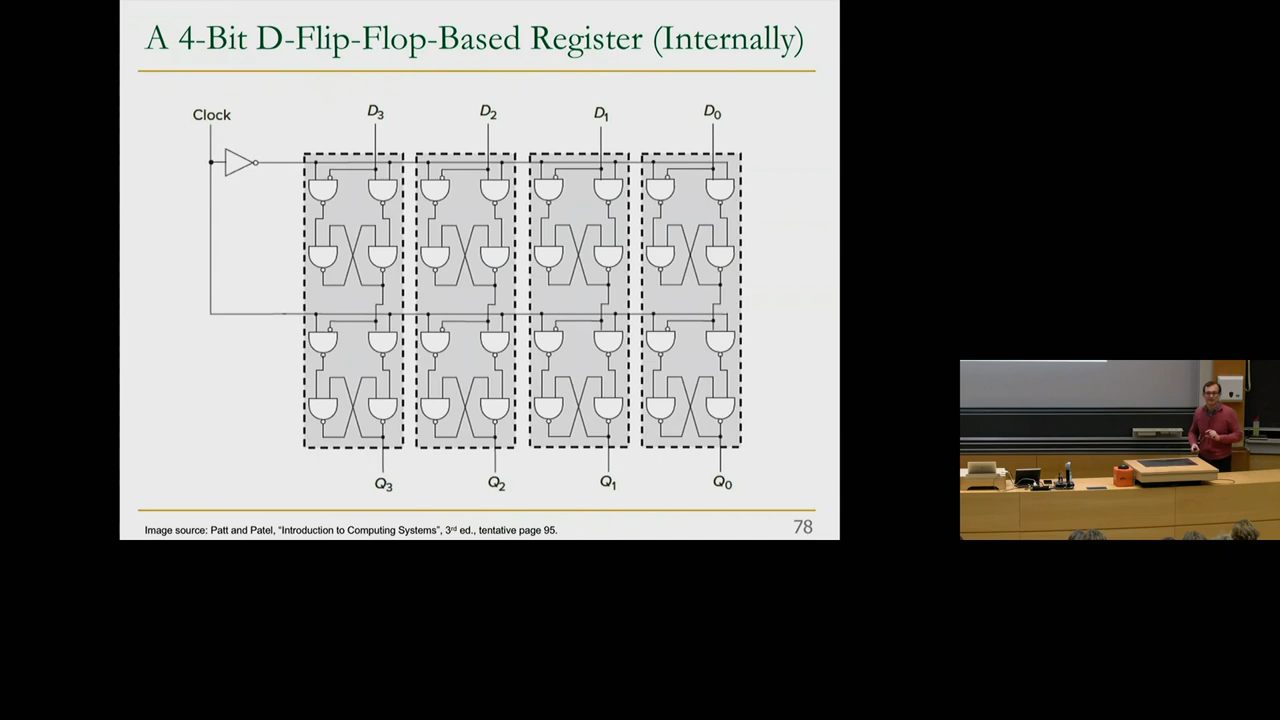 A 4-Bit D-Flip-Flop-Based Register (Internally)
Clock
D3
D2
D1
D0
Q3
Q2
Q1
Q0
Image source: Patt and Patel, “Introduction to Computing Systems”, 3rd ed., tentative page 95.
78